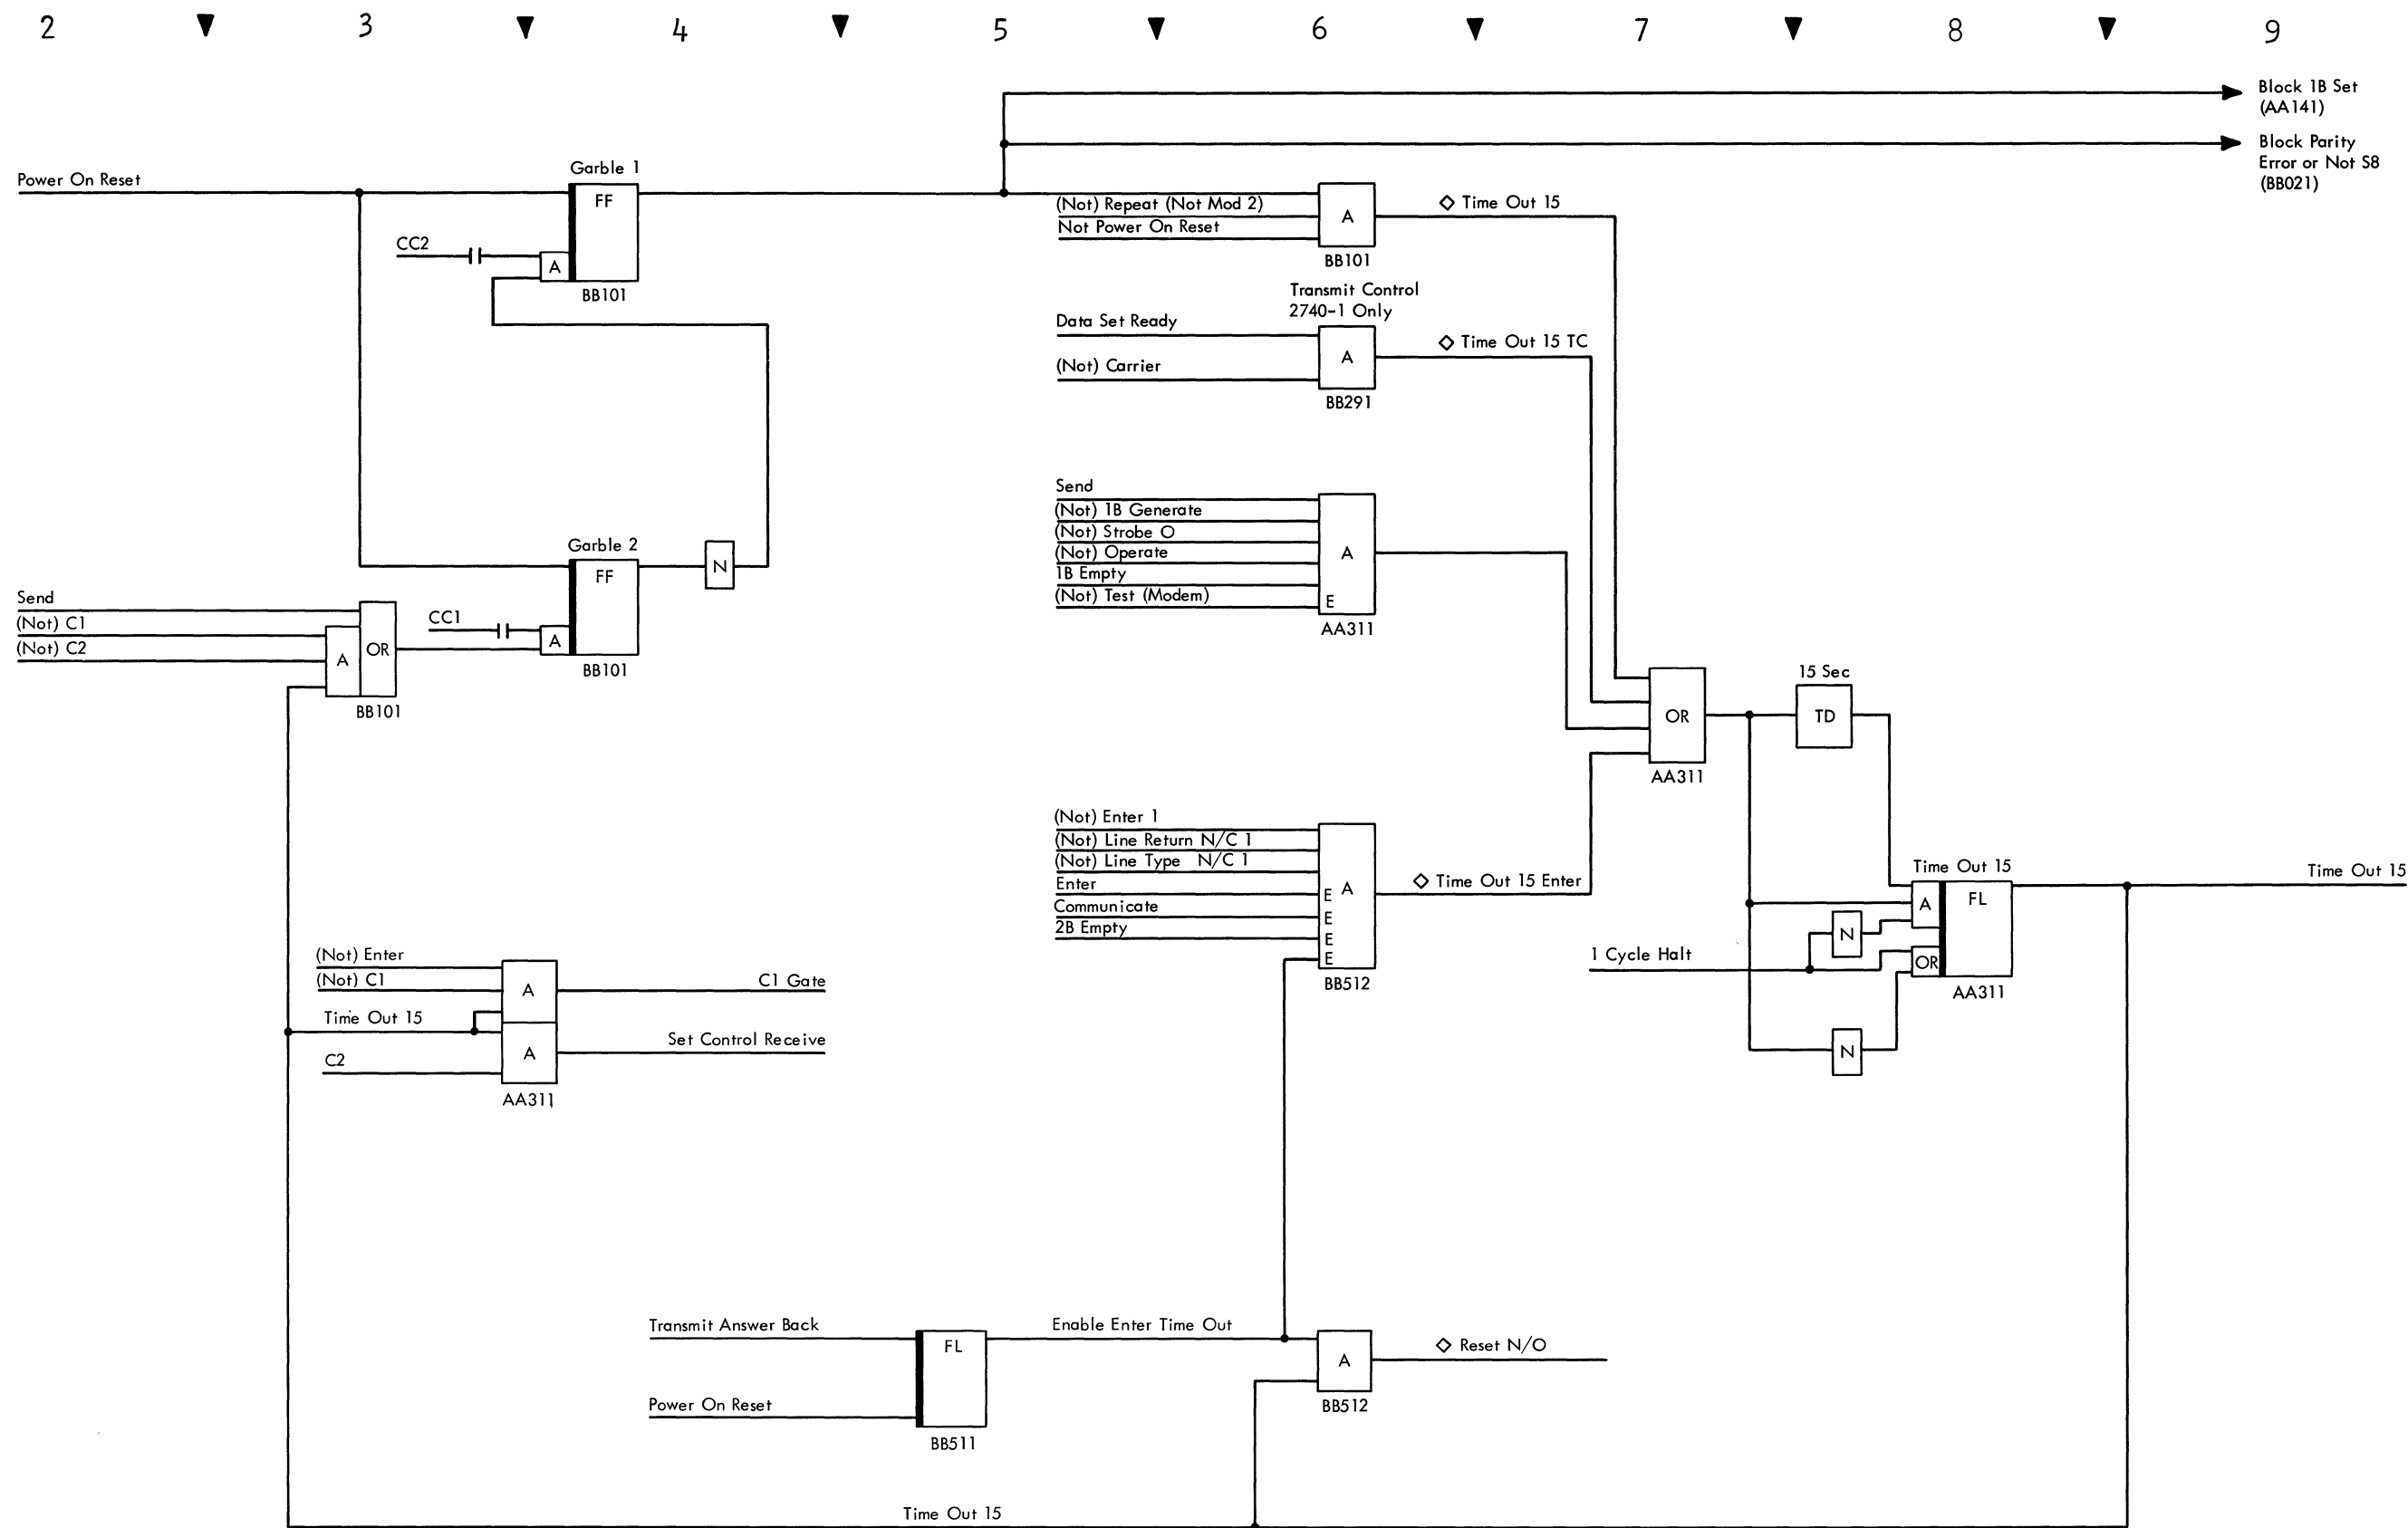 2 3 4 5 6 7 8 9
Block 1B Set
(AA141)
Block Parity
Error or Not S8
(BB021)
Power On Reset
Garble 1
FF
CC2
A
BB101
(Not) Repeat (Not Mod 2)
Not Power On Reset
A
BB101
◇ Time Out 15
Transmit Control
2740-1 Only
Data Set Ready
(Not) Carrier
A
BB291
◇ Time Out 15 TC
Send
(Not) 1B Generate
(Not) Strobe O
(Not) Operate
1B Empty
(Not) Test (Modem)
A
E
AA311
Garble 2
FF
N
Send
(Not) C1
(Not) C2
A
OR
BB101
CC1
A
BB101
OR
AA311
15 Sec
TD
(Not) Enter 1
(Not) Line Return N/C 1
(Not) Line Type N/C 1
Enter
Communicate
2B Empty
E A
E
E
E
BB512
◇ Time Out 15 Enter
Time Out 15
A
FL
OR
AA311
N
1 Cycle Halt
N
Time Out 15
(Not) Enter
(Not) C1
Time Out 15
C2
A
A
AA311
C1 Gate
Set Control Receive
Transmit Answer Back
Power On Reset
FL
BB511
Enable Enter Time Out
A
BB512
◇ Reset N/O
Time Out 15